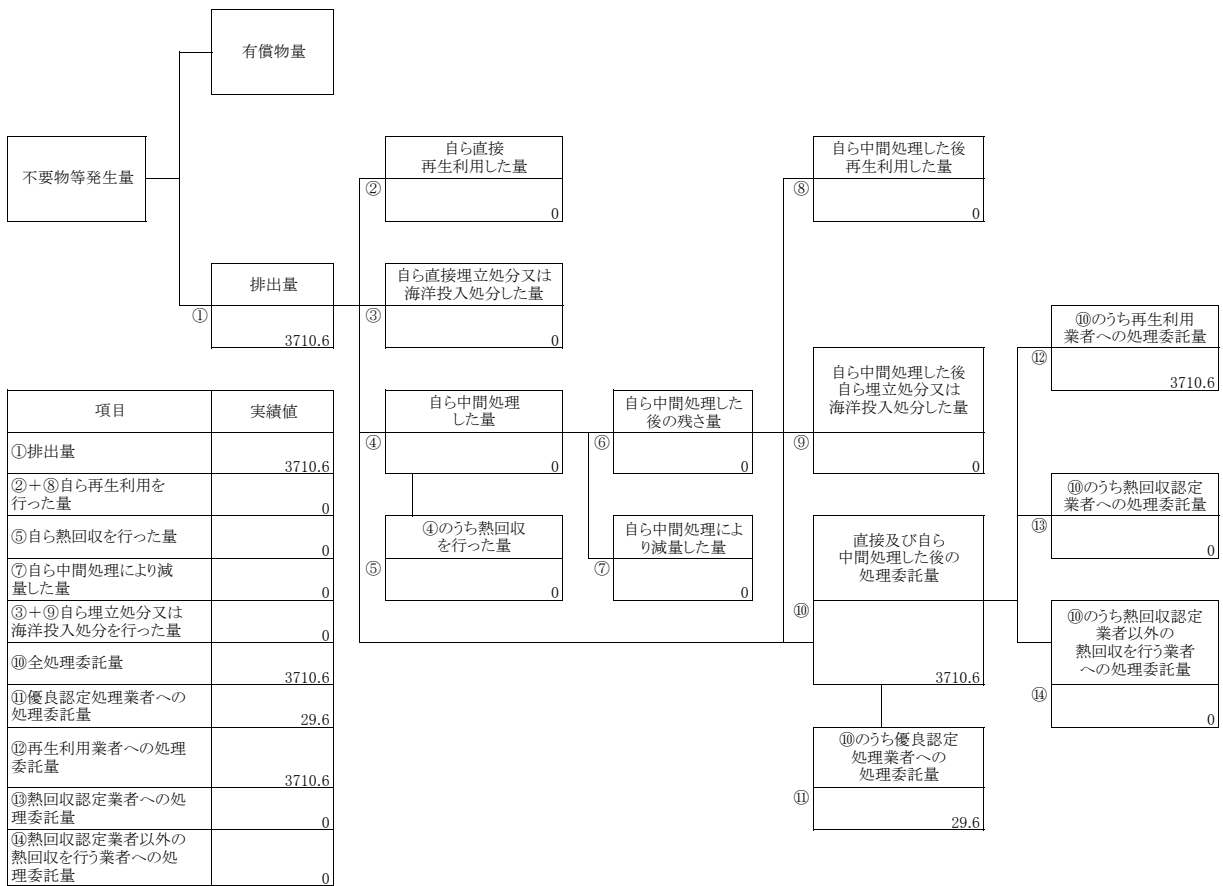 有償物量
不要物等発生量
自ら直接
再生利用した量
②
0
自ら中間処理した後
再生利用した量
⑧
0
排出量
①
3710.6
自ら直接埋立処分又は
海洋投入処分した量
③
0
⑩のうち再生利用
業者への処理委託量
⑫
3710.6
自ら中間処理
した量
④
0
自ら中間処理した
後の残さ量
⑥
0
自ら中間処理した後
自ら埋立処分又は
海洋投入処分した量
⑨
0
⑩のうち熱回収認定
業者への処理委託量
⑬
0
④のうち熱回収
を行った量
⑤
0
自ら中間処理によ
り減量した量
⑦
0
直接及び自ら
中間処理した後の
処理委託量
⑩
3710.6
⑩のうち熱回収認定
業者以外の
熱回収を行う業者
への処理委託量
⑭
0
⑩のうち優良認定
処理業者への
処理委託量
⑪
29.6
項目 実績値
①排出量
3710.6
②＋⑧自ら再生利用を
行った量
0
⑤自ら熱回収を行った量
0
⑦自ら中間処理により減
量した量
0
③＋⑨自ら埋立処分又は
海洋投入処分を行った量
0
⑩全処理委託量
3710.6
⑪優良認定処理業者への
処理委託量
29.6
⑫再生利用業者への処理
委託量
3710.6
⑬熱回収認定業者への処
理委託量
0
⑭熱回収認定業者以外の
熱回収を行う業者への処
理委託量
0